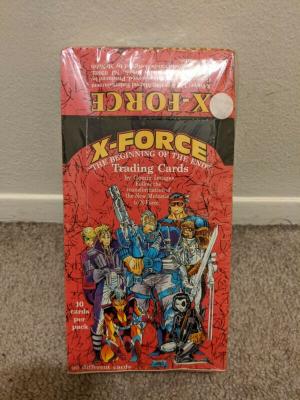 X-FORCE
X-FORCE
"THE BEGINNING OF THE END"
Trading Cards
by Comic Images
Follow the
transformation of
the New Mutants
to X-Force
10
cards
per
pack
90 different cards